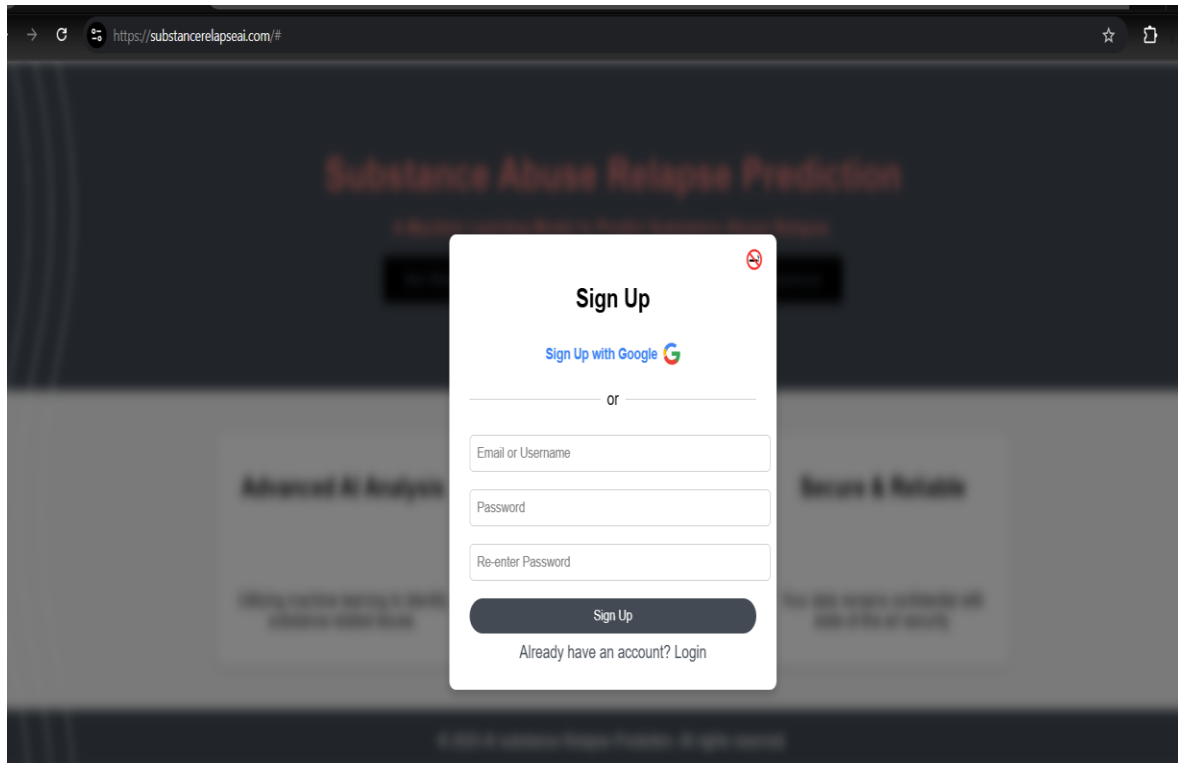 https://substancerelapseai.com/#
Substance Abuse Relapse Prediction
Sign Up
Sign Up with Google
or
Email or Username
Password
Re-enter Password
Sign Up
Already have an account? Login
Advanced AI Analysis
Secure & Reliable